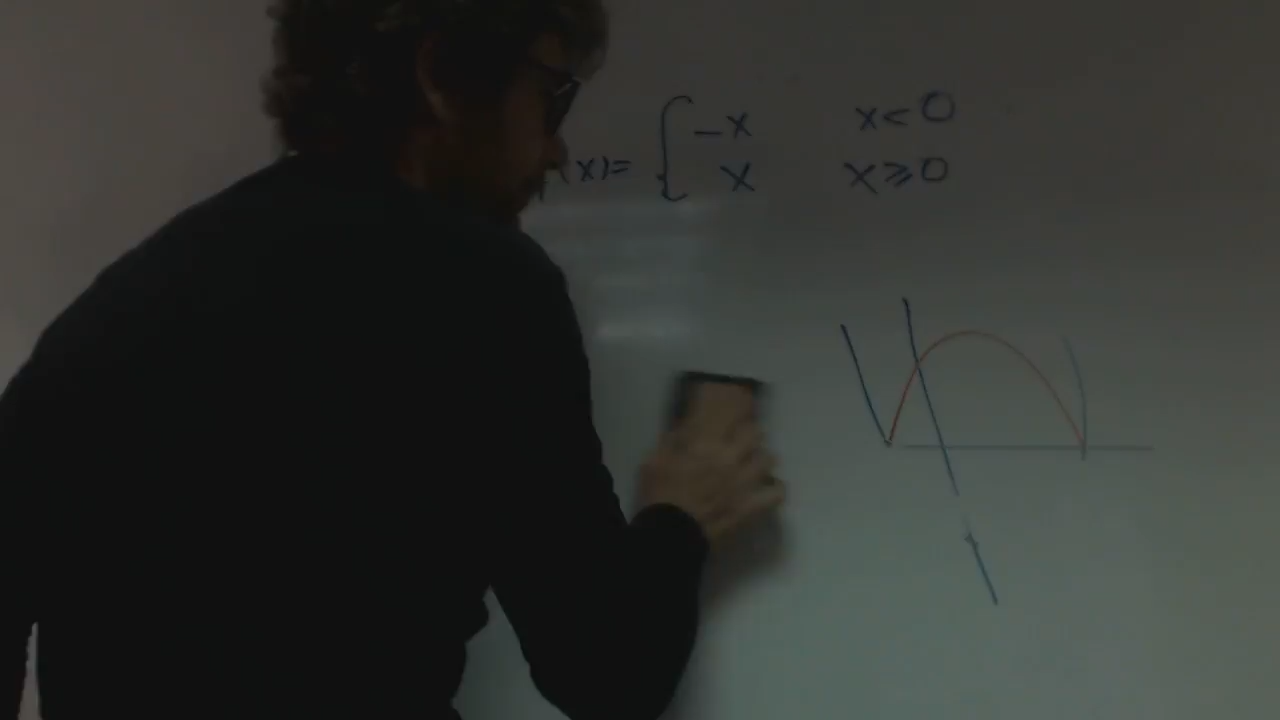 (x) = { -x x < 0
x x ⩾ 0